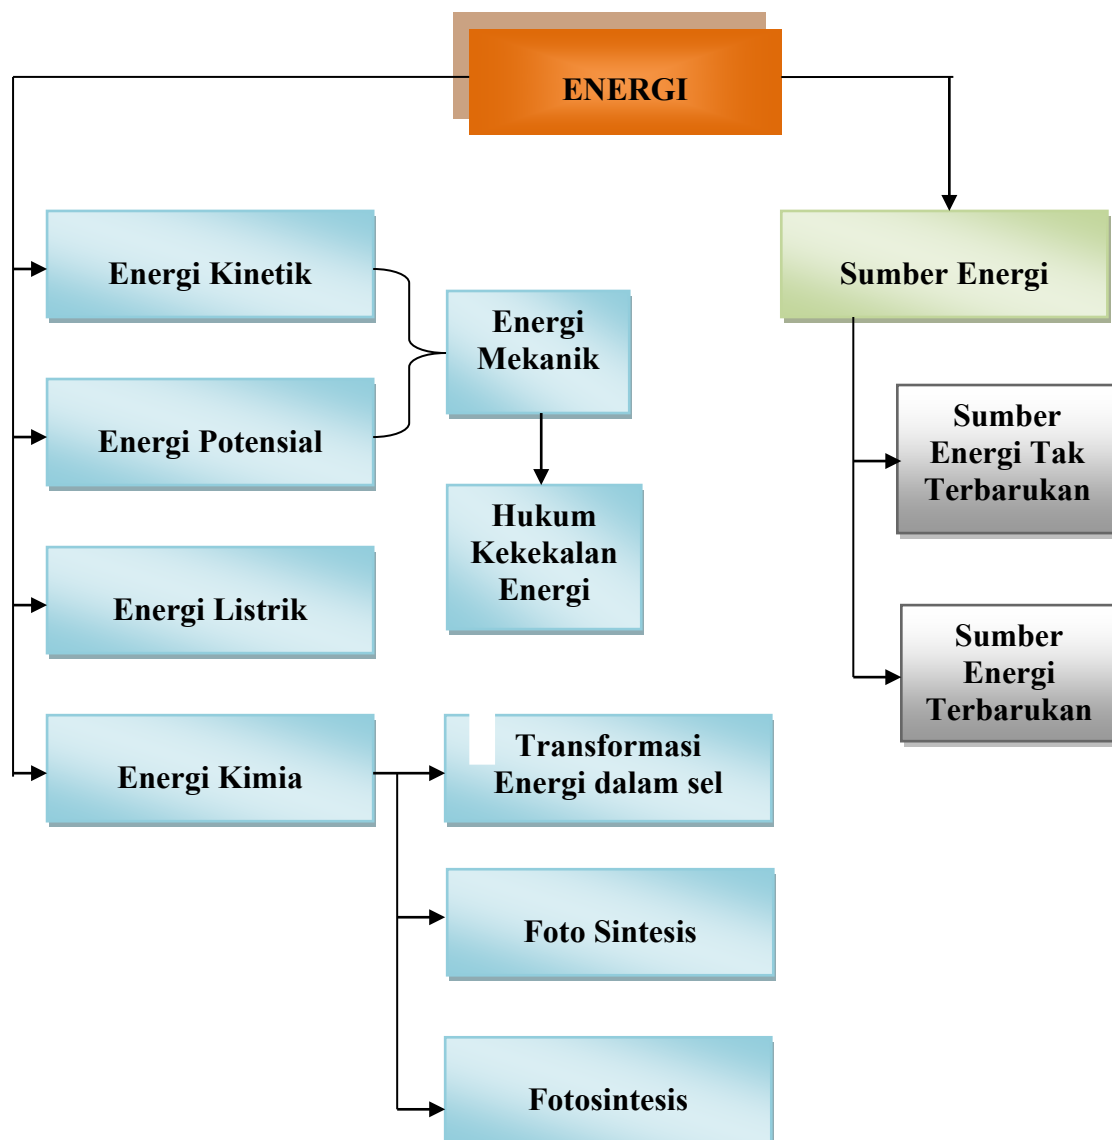 ENERGI
Energi Kinetik
Energi
Mekanik
Energi Potensial
Hukum
Kekekalan
Energi
Energi Listrik
Energi Kimia
Transformasi
Energi dalam sel
Foto Sintesis
Fotosintesis
Sumber Energi
Sumber
Energi Tak
Terbarukan
Sumber
Energi
Terbarukan